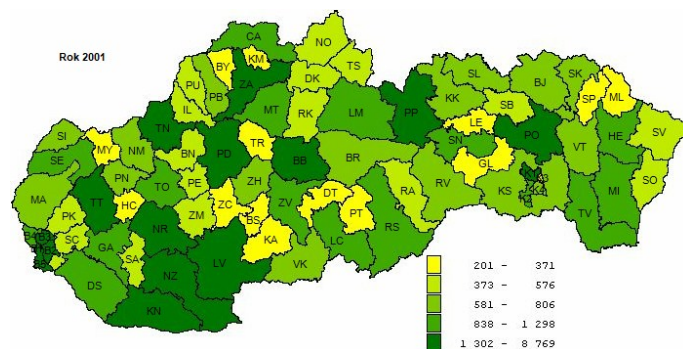 Rok 2001
CA
NO
BY
KM
TS
ZA
DK
PU
PB
IL
MT
RK
LM
PP
KK
SL
BJ
SK
SP
ML
SB
LE
PO
HE
SV
SI
MY
NM
TN
BN
PD
TR
BB
BR
SN
GL
VT
SE
PN
TO
PE
ZH
RA
RV
KS
MI
SO
MA
PK
TT
HC
ZM
ZC
BS
ZV
DT
PT
RS
TV
SC
GA
SA
NR
KA
LC
VK
DS
NZ
LV
KN
201 - 371
373 - 576
581 - 806
838 - 1 298
1 302 - 8 769